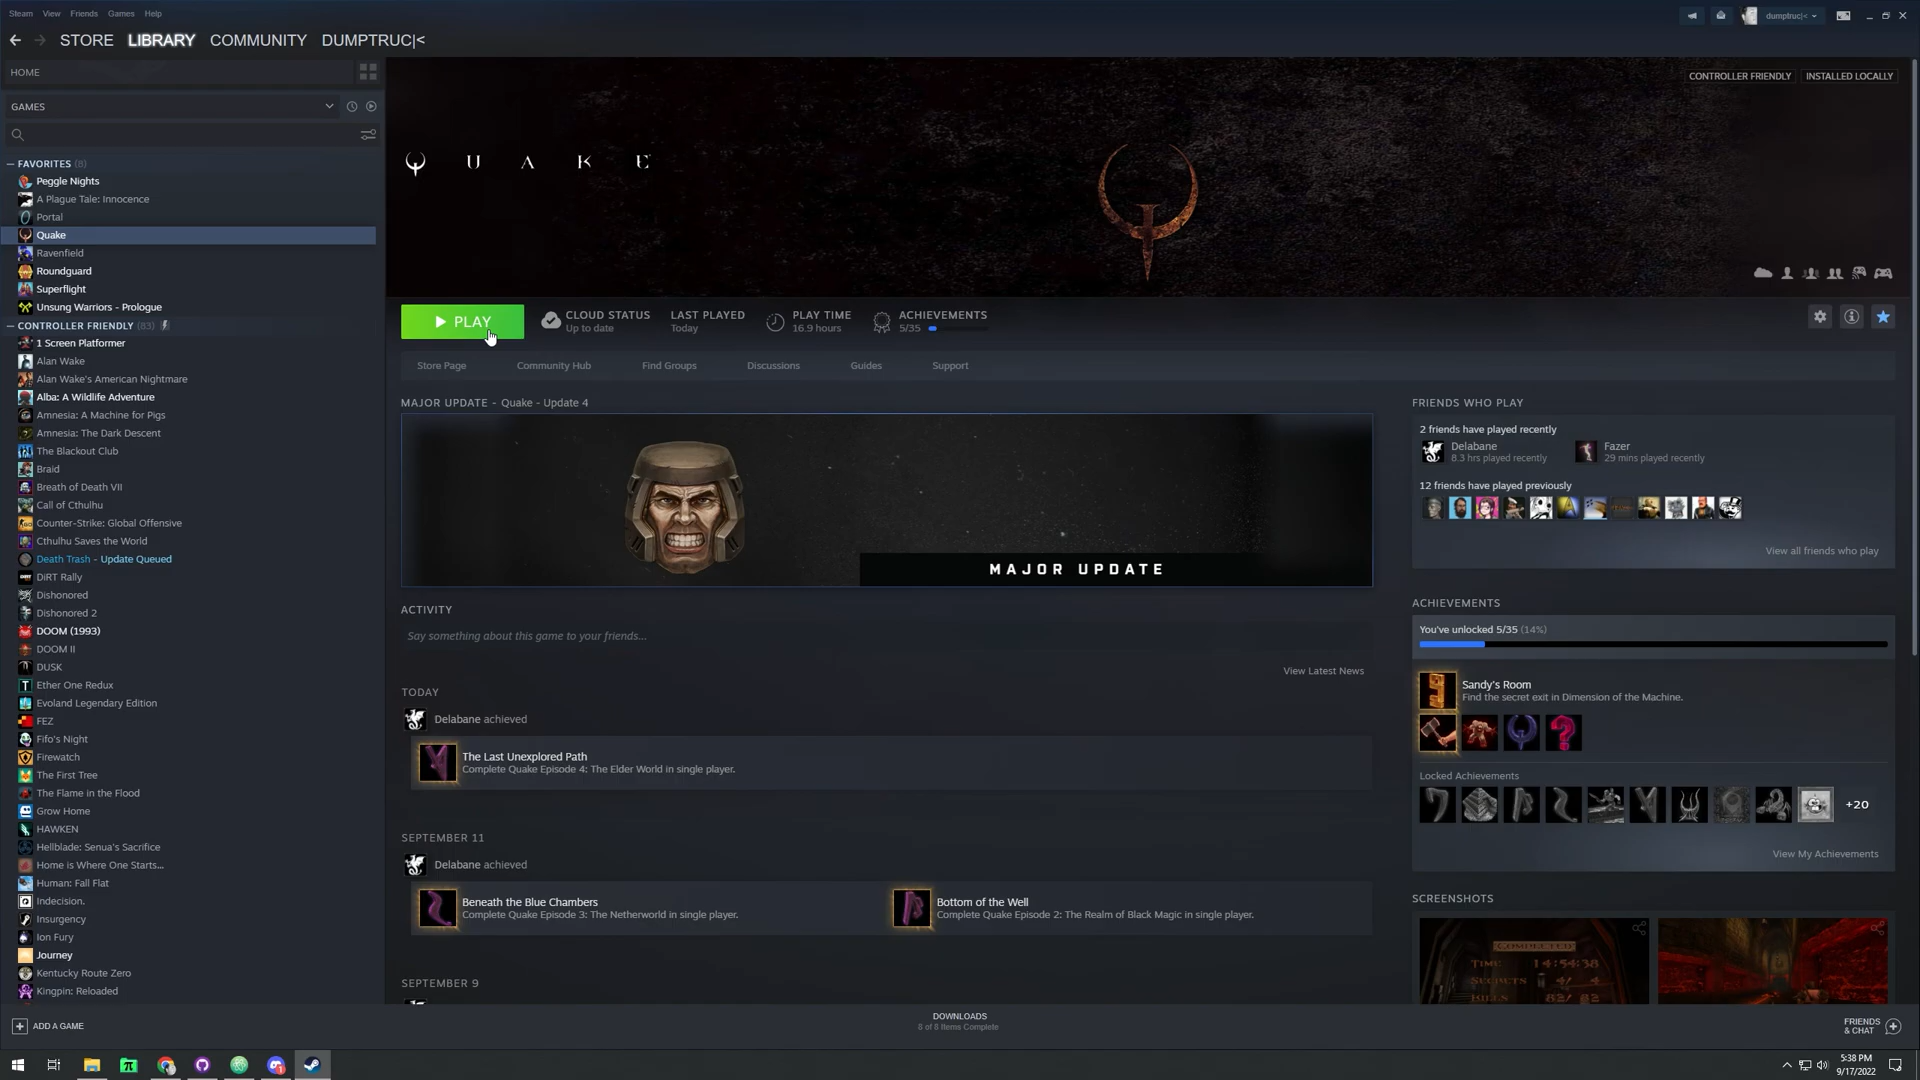 Steam View Friends Games Help
dumptruc|<
STORE LIBRARY COMMUNITY DUMPTRUC|<
HOME
GAMES
FAVORITES (8)
Peggle Nights
A Plague Tale: Innocence
Portal
Quake
Ravenfield
Roundguard
Superflight
Unsung Warriors - Prologue
CONTROLLER FRIENDLY (83)
1 Screen Platformer
Alan Wake
Alan Wake's American Nightmare
Alba: A Wildlife Adventure
Amnesia: A Machine for Pigs
Amnesia: The Dark Descent
The Blackout Club
Braid
Breath of Death VII
Call of Cthulhu
Counter-Strike: Global Offensive
Cthulhu Saves the World
Death Trash - Update Queued
DiRT Rally
Dishonored
Dishonored 2
DOOM (1993)
DOOM II
DUSK
Ether One Redux
Evoland Legendary Edition
FEZ
Fifo's Night
Firewatch
The First Tree
The Flame in the Flood
Grow Home
HAWKEN
Hellblade: Senua's Sacrifice
Home is Where One Starts...
Human: Fall Flat
Indecision.
Insurgency
Ion Fury
Journey
Kentucky Route Zero
Kingpin: Reloaded
ADD A GAME
CONTROLLER FRIENDLY
INSTALLED LOCALLY
QUAKE
PLAY
CLOUD STATUS
Up to date
LAST PLAYED
Today
PLAY TIME
16.9 hours
ACHIEVEMENTS
5/35
Store Page Community Hub Find Groups Discussions Guides Support
MAJOR UPDATE - Quake - Update 4
MAJOR UPDATE
ACTIVITY
Say something about this game to your friends...
View Latest News
TODAY
Delabane achieved
The Last Unexplored Path
Complete Quake Episode 4: The Elder World in single player.
SEPTEMBER 11
Delabane achieved
Beneath the Blue Chambers
Complete Quake Episode 3: The Netherworld in single player.
Bottom of the Well
Complete Quake Episode 2: The Realm of Black Magic in single player.
SEPTEMBER 9
FRIENDS WHO PLAY
2 friends have played recently
Delabane
8.3 hrs played recently
Fazer
29 mins played recently
12 friends have played previously
View all friends who play
ACHIEVEMENTS
You've unlocked 5/35 (14%)
Sandy's Room
Find the secret exit in Dimension of the Machine.
Locked Achievements
+20
View My Achievements
SCREENSHOTS
COMPLETED
TIME 14:54:38
SECRETS 4/ 4
KILLS 82/ 82
DOWNLOADS
8 of 8 Items Complete
FRIENDS
& CHAT
5:38 PM
9/17/2022